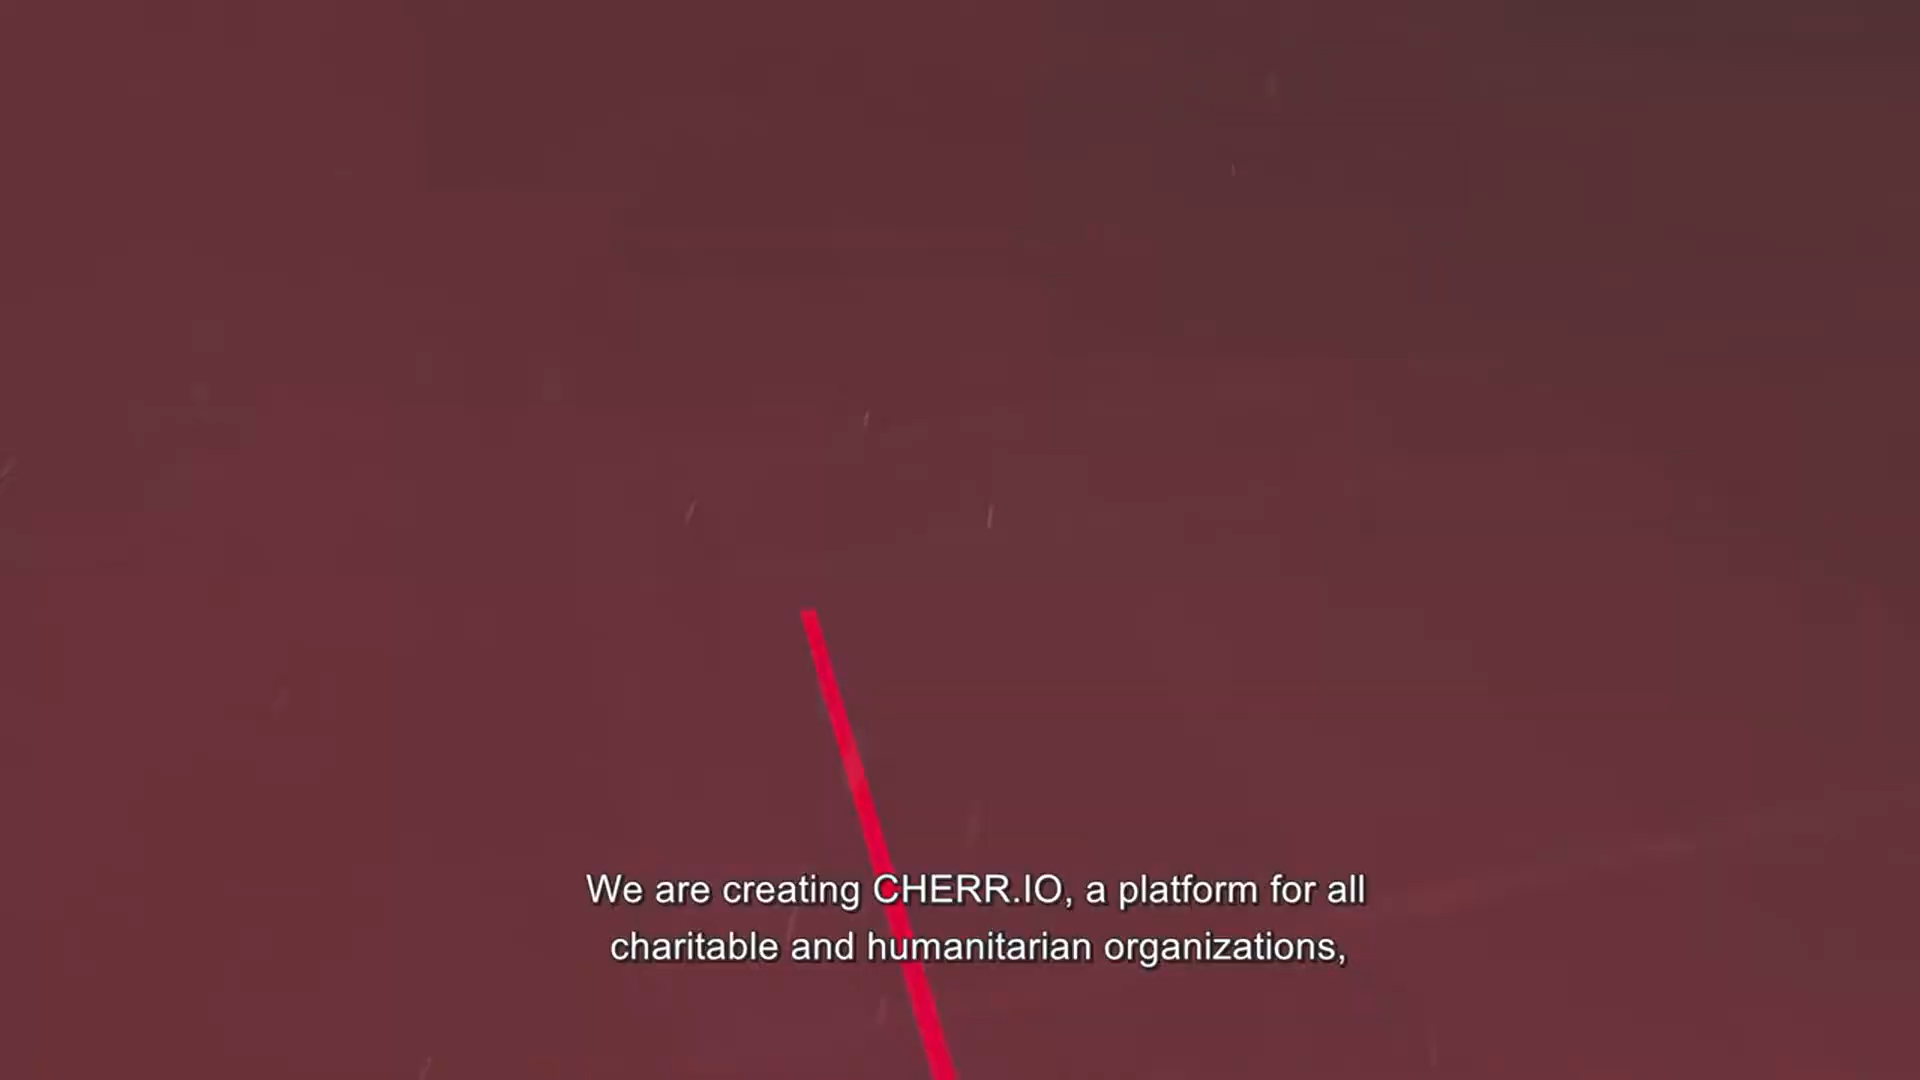 We are creating CHERR.IO, a platform for all
charitable and humanitarian organizations,